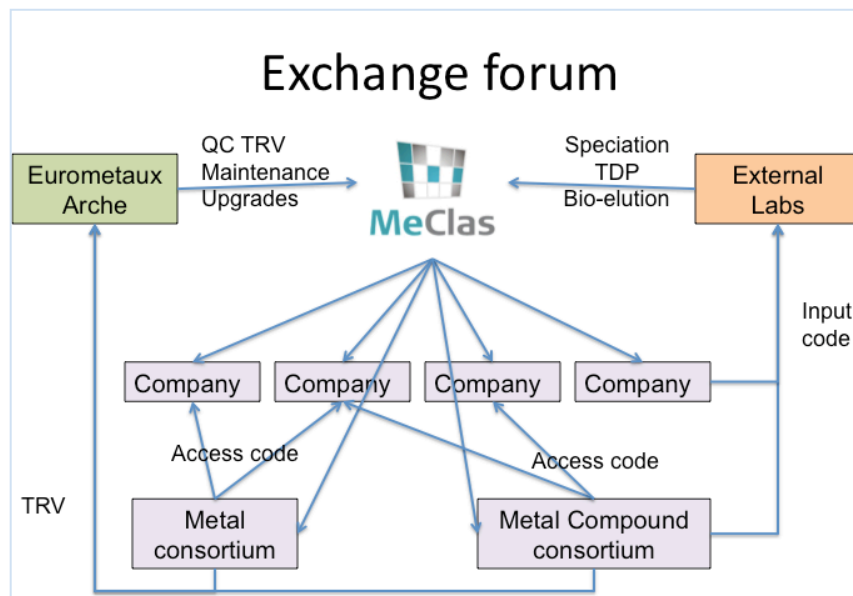 Exchange forum
QC TRV
Maintenance
Upgrades
Eurometaux
Arche
MeClas
Speciation
TDP
Bio-elution
External
Labs
Input
code
Company
Company
Company
Company
Access code
Access code
TRV
Metal
consortium
Metal Compound
consortium